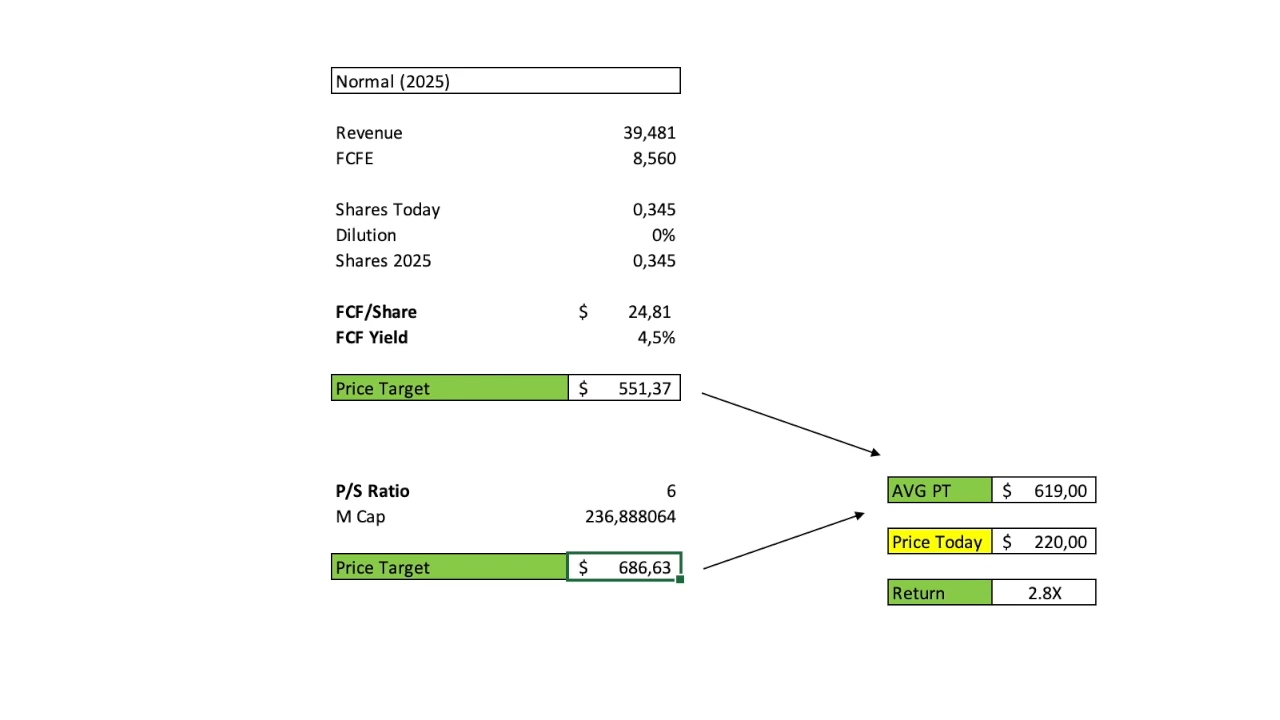 Normal (2025)
Revenue 39,481
FCFE 8,560
Shares Today 0,345
Dilution 0%
Shares 2025 0,345
FCF/Share $ 24,81
FCF Yield 4,5%
Price Target $ 551,37
P/S Ratio 6
M Cap 236,888064
Price Target $ 686,63
AVG PT $ 619,00
Price Today $ 220,00
Return 2.8X